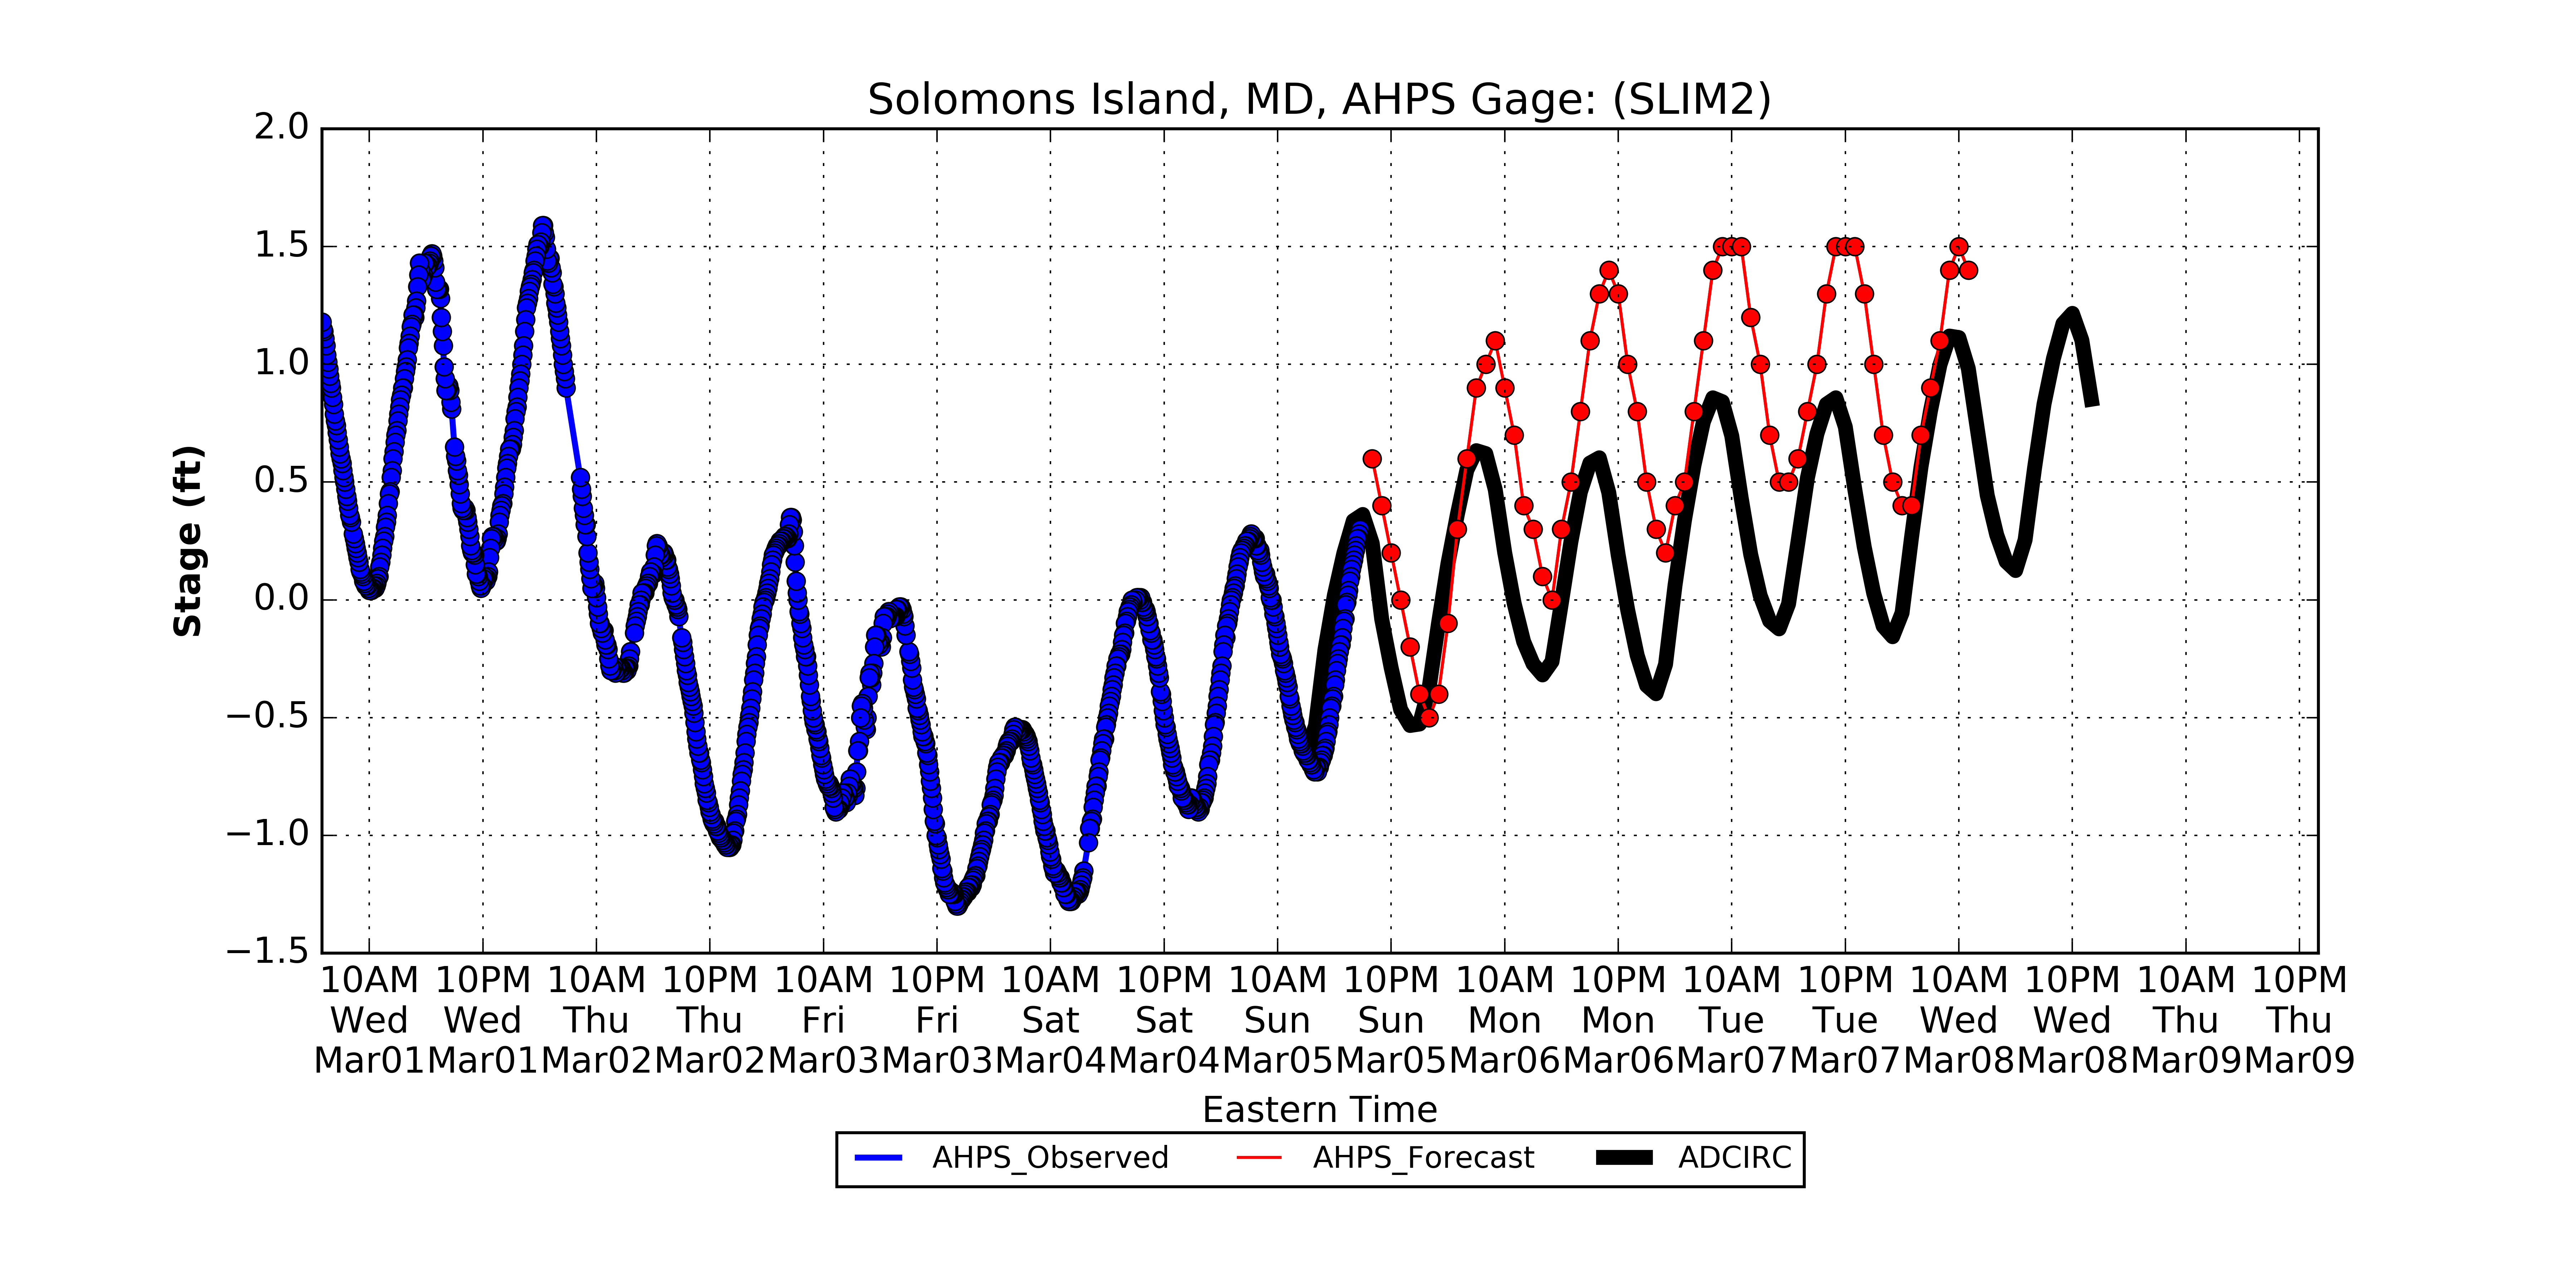 Solomons Island, MD, AHPS Gage: (SLIM2)
2.0
1.5
1.0
0.5
0.0
−0.5
−1.0
−1.5
Stage (ft)
10AM 10PM 10AM 10PM 10AM 10PM 10AM 10PM 10AM 10PM 10AM 10PM 10AM 10PM 10AM 10PM 10AM 10PM
Wed Wed Thu Thu Fri Fri Sat Sat Sun Sun Mon Mon Tue Tue Wed Wed Thu Thu
Mar01 Mar01 Mar02 Mar02 Mar03 Mar03 Mar04 Mar04 Mar05 Mar05 Mar06 Mar06 Mar07 Mar07 Mar08 Mar08 Mar09 Mar09
Eastern Time
AHPS_Observed AHPS_Forecast ADCIRC